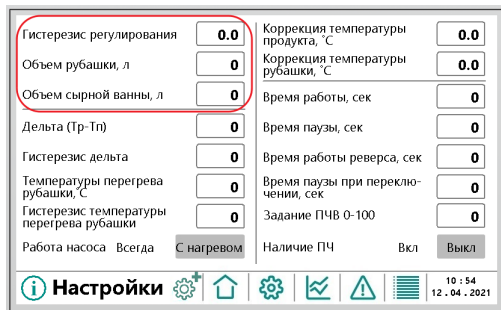 Гистерезис регулирования 0.0
Объем рубашки, л 0
Объем сырной ванны, л 0
Дельта (Тр-Тп) 0
Гистерезис дельта 0
Температуры перегрева
рубашки,°С 0
Гистерезис температуры
перегрева рубашки 0
Работа насоса Всегда С нагревом
Коррекция температуры
продукта, °С 0.0
Коррекция температуры
рубашки, °С 0.0
Время работы, сек 0
Время паузы, сек 0
Время работы реверса, сек 0
Время паузы при переклю-
чении, сек 0
Задание ПЧВ 0-100 0
Наличие ПЧ Вкл Выкл
Настройки
10 : 54
12 . 04 . 2021